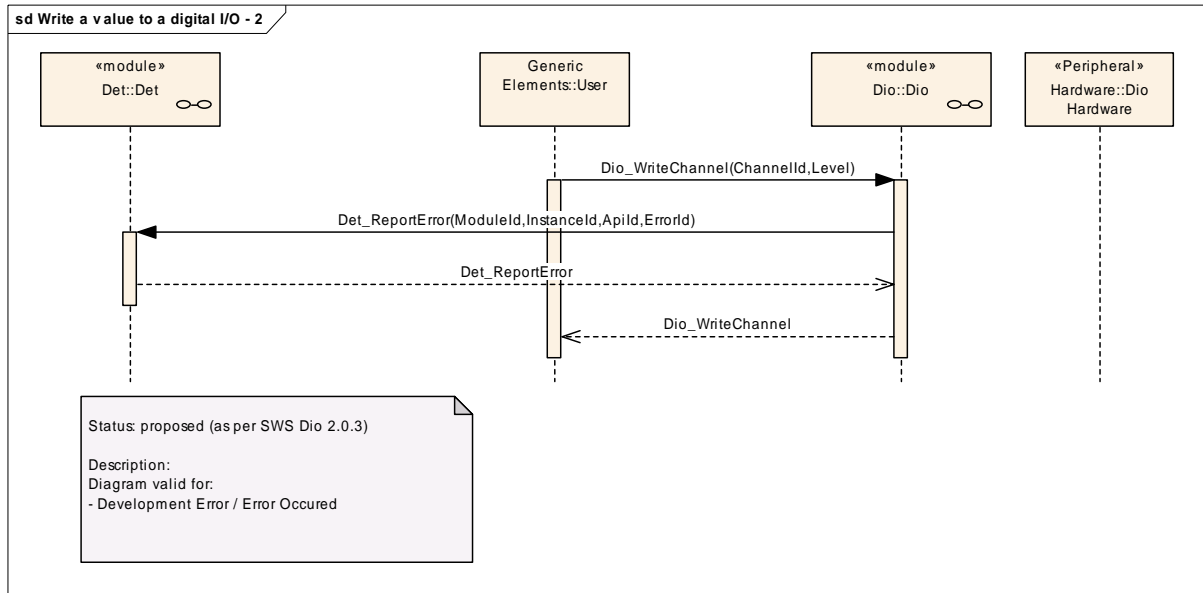 sd Write a value to a digital I/O - 2
«module»
Det::Det
Generic
Elements::User
«module»
Dio::Dio
«Peripheral»
Hardware::Dio
Hardware
Dio_WriteChannel(ChannelId,Level)
Det_ReportError(ModuleId,InstanceId,ApiId,ErrorId)
Det_ReportError
Dio_WriteChannel
Status: proposed (as per SWS Dio 2.0.3)
Description:
Diagram valid for:
- Development Error / Error Occured